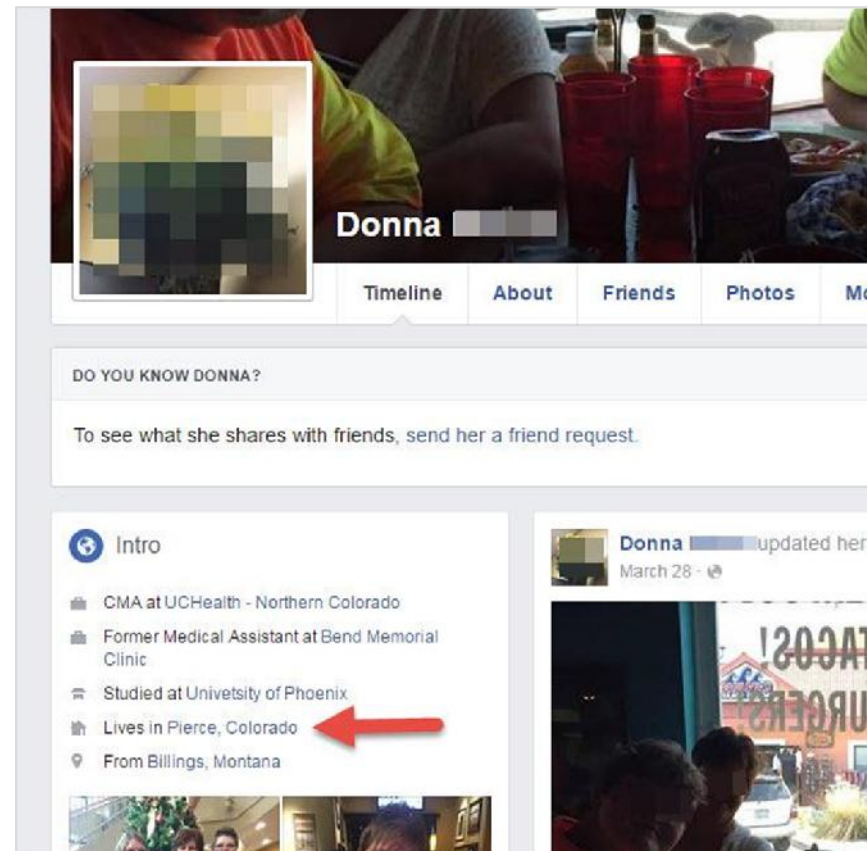 Donna
Timeline About Friends Photos
DO YOU KNOW DONNA?
To see what she shares with friends, send her a friend request.
Intro
CMA at UCHealth - Northern Colorado
Former Medical Assistant at Bend Memorial
Clinic
Studied at Univetsity of Phoenix
Lives in Pierce, Colorado
From Billings, Montana
Donna updated her
March 28
TACOS!